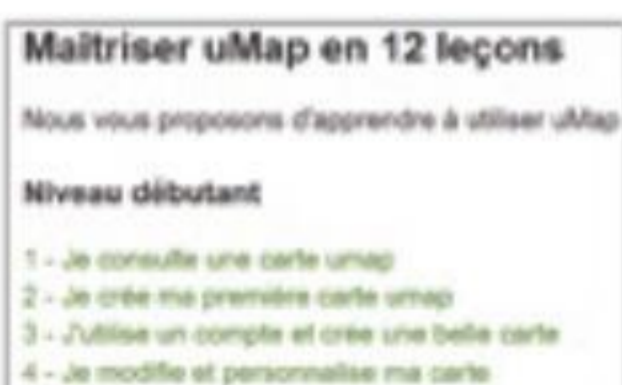 Maîtriser uMap en 12 leçons
Nous vous proposons d'apprendre à utiliser uMap
Niveau débutant
1 - Je consulte une carte umap
2 - Je crée ma première carte umap
3 - J'utilise un compte et crée une belle carte
4 - Je modifie et personnalise ma carte